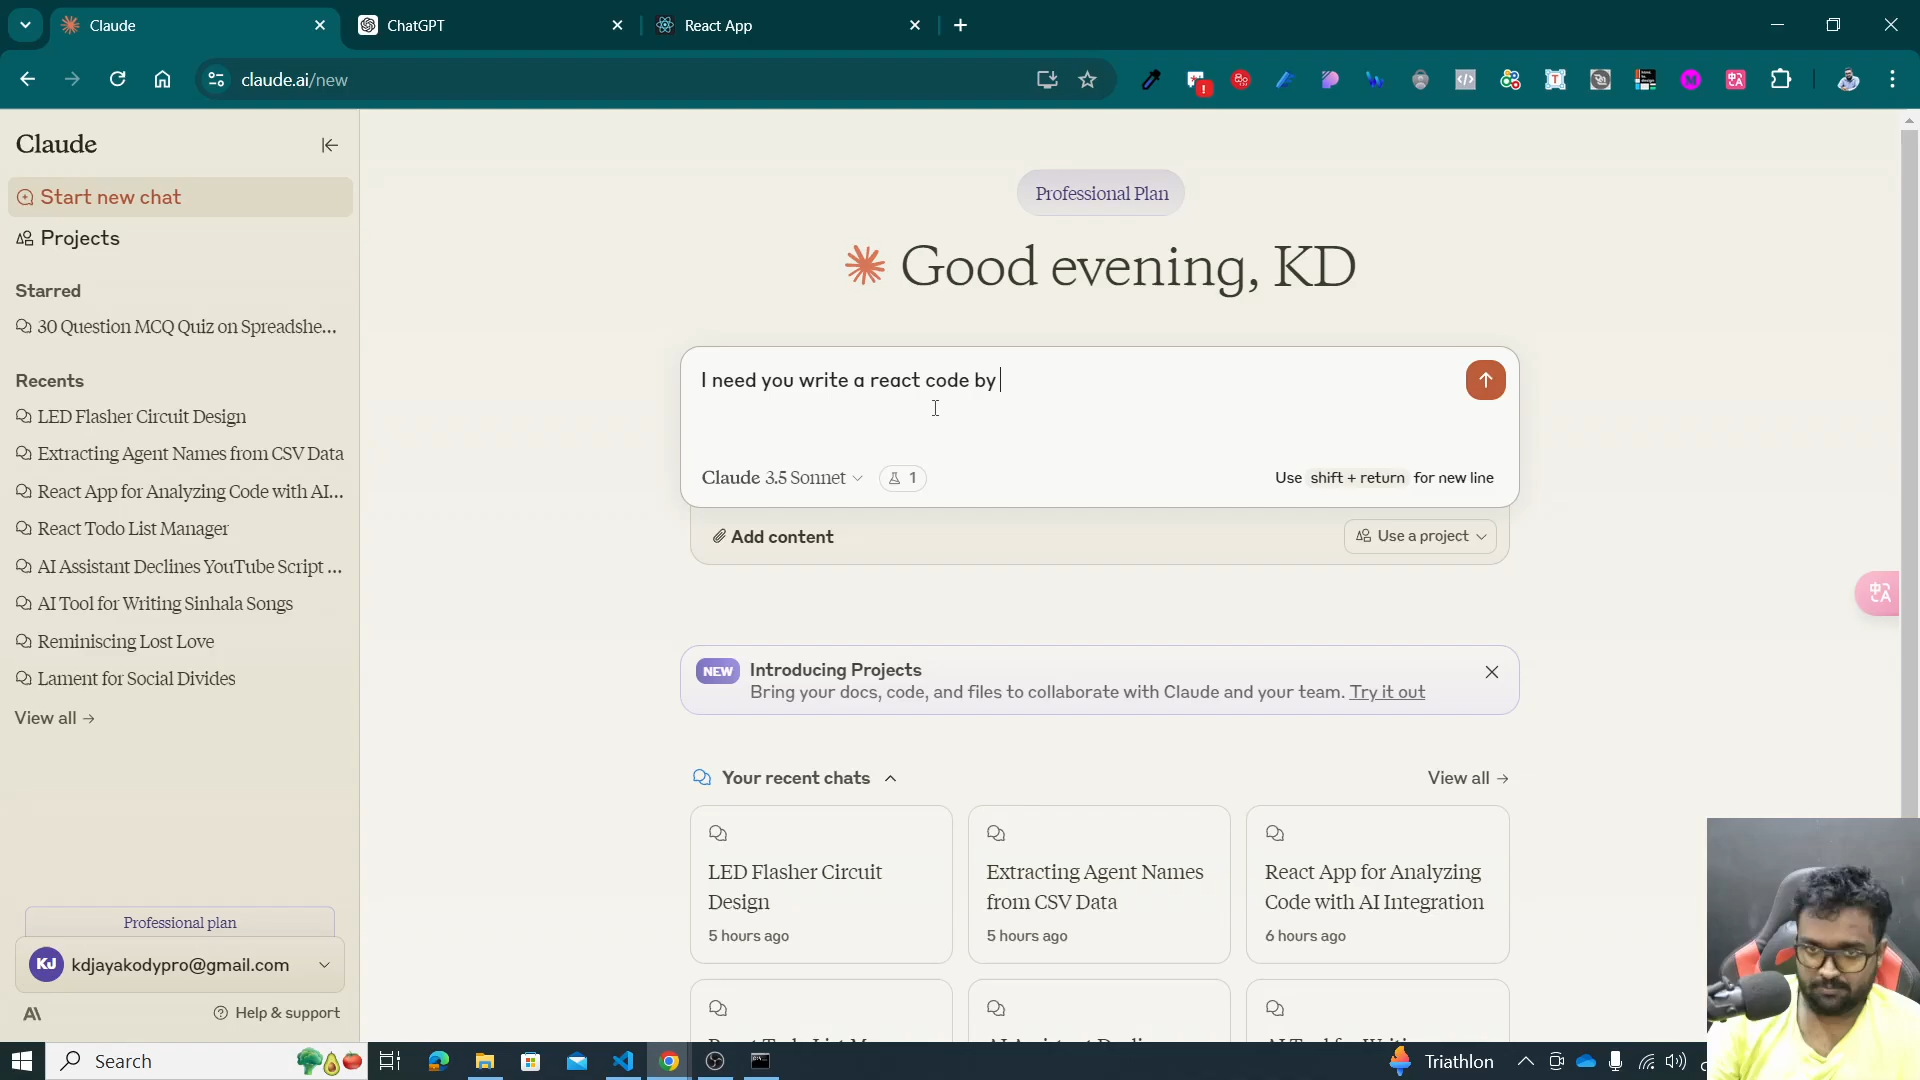 Claude
ChatGPT
React App
claude.ai/new
Claude
Start new chat
Projects
Starred
30 Question MCQ Quiz on Spreadshe...
Recents
LED Flasher Circuit Design
Extracting Agent Names from CSV Data
React App for Analyzing Code with AI...
React Todo List Manager
AI Assistant Declines YouTube Script ...
AI Tool for Writing Sinhala Songs
Reminiscing Lost Love
Lament for Social Divides
View all →
Professional plan
KJ
kdjayakodypro@gmail.com
Help & support
Professional Plan
Good evening, KD
I need you write a react code by
Claude 3.5 Sonnet
1
Use shift + return for new line
Add content
Use a project
NEW
Introducing Projects
Bring your docs, code, and files to collaborate with Claude and your team. Try it out
Your recent chats
View all →
LED Flasher Circuit
Design
5 hours ago
Extracting Agent Names
from CSV Data
5 hours ago
React App for Analyzing
Code with AI Integration
6 hours ago
Search
Triathlon